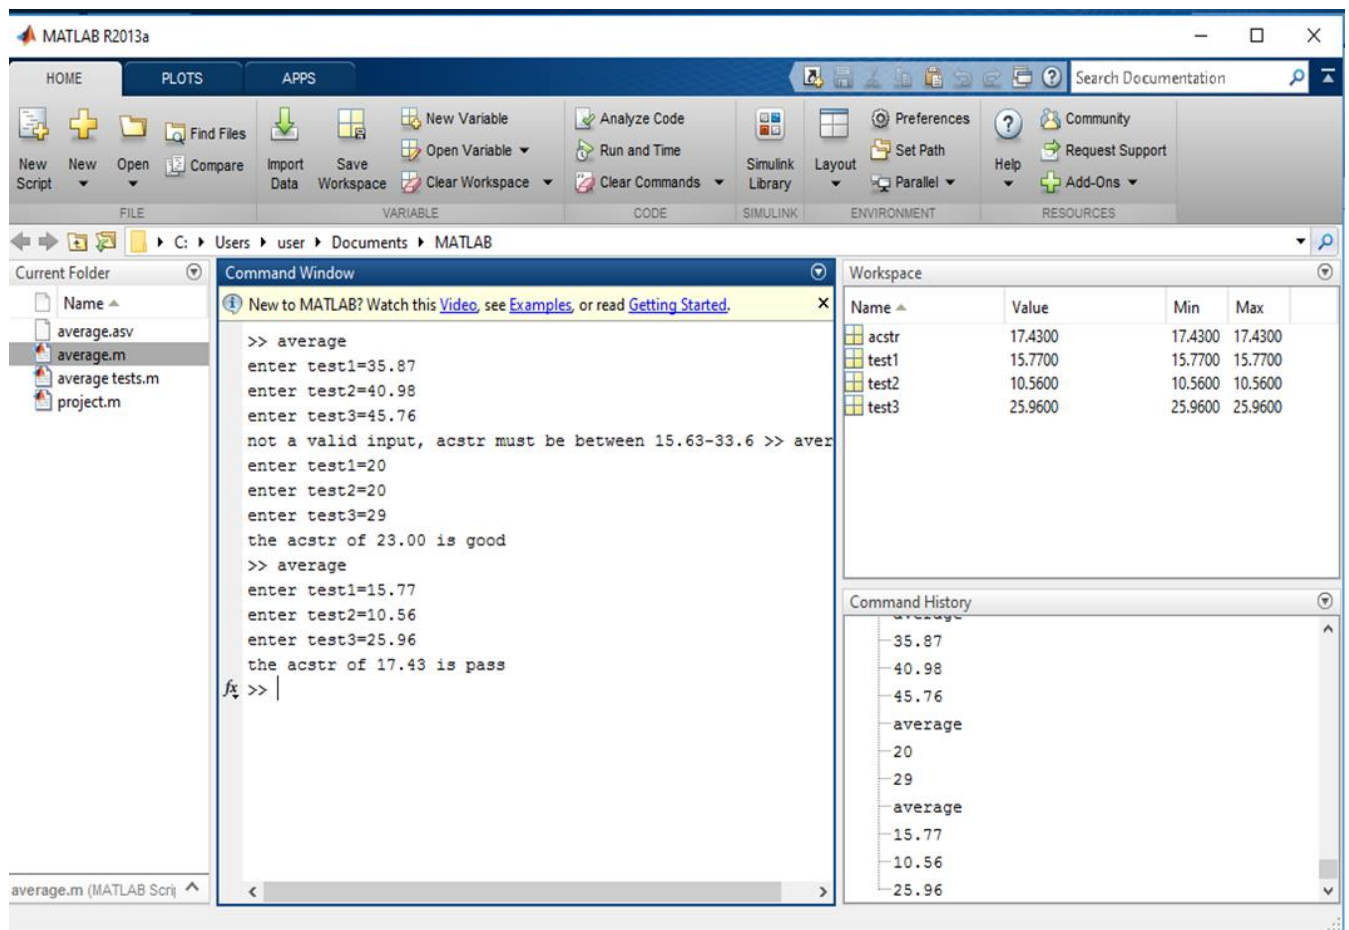 MATLAB R2013a
HOME PLOTS APPS
Search Documentation
New Script
New
Open
Find Files
Compare
Import Data
Save Workspace
New Variable
Open Variable
Clear Workspace
Analyze Code
Run and Time
Clear Commands
Simulink Library
Layout
Preferences
Set Path
Parallel
Help
Community
Request Support
Add-Ons
FILE VARIABLE CODE SIMULINK ENVIRONMENT RESOURCES
C: Users user Documents MATLAB
Current Folder
Name
average.asv
average.m
average tests.m
project.m
average.m (MATLAB Scri
Command Window
New to MATLAB? Watch this Video, see Examples, or read Getting Started.
>> average
enter test1=35.87
enter test2=40.98
enter test3=45.76
not a valid input, acstr must be between 15.63-33.6 >> aver
enter test1=20
enter test2=20
enter test3=29
the acstr of 23.00 is good
>> average
enter test1=15.77
enter test2=10.56
enter test3=25.96
the acstr of 17.43 is pass
fx >>
Workspace
Name Value Min Max
acstr 17.4300 17.4300 17.4300
test1 15.7700 15.7700 15.7700
test2 10.5600 10.5600 10.5600
test3 25.9600 25.9600 25.9600
Command History
average
35.87
40.98
45.76
average
20
29
average
15.77
10.56
25.96